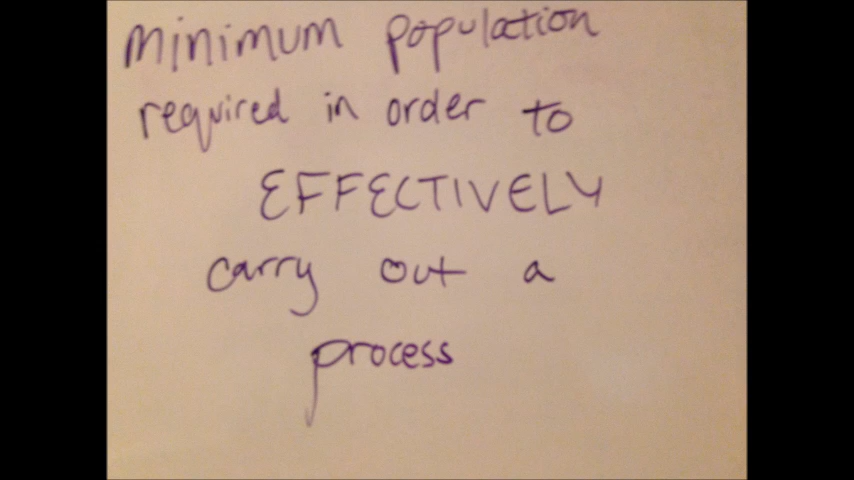 minimum population
required in order to
EFFECTIVELY
carry out a
process